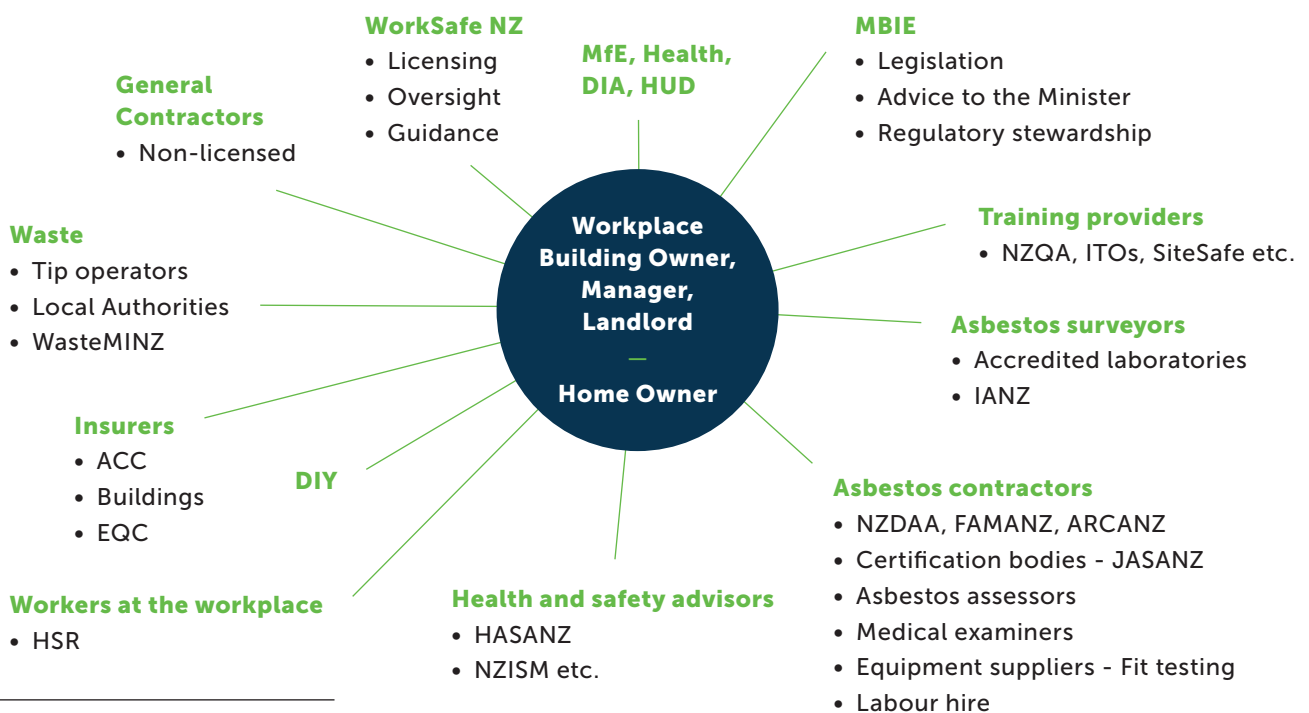 WorkSafe NZ
• Licensing
• Oversight
• Guidance
MfE, Health,
DIA, HUD
MBIE
• Legislation
• Advice to the Minister
• Regulatory stewardship
General
Contractors
• Non-licensed
Training providers
• NZQA, ITOs, SiteSafe etc.
Waste
• Tip operators
• Local Authorities
• WasteMINZ
Workplace
Building Owner,
Manager,
Landlord
—
Home Owner
Asbestos surveyors
• Accredited laboratories
• IANZ
Insurers
• ACC
• Buildings
• EQC
DIY
Asbestos contractors
• NZDAA, FAMANZ, ARCANZ
• Certification bodies - JASANZ
• Asbestos assessors
• Medical examiners
• Equipment suppliers - Fit testing
• Labour hire
Workers at the workplace
• HSR
Health and safety advisors
• HASANZ
• NZISM etc.